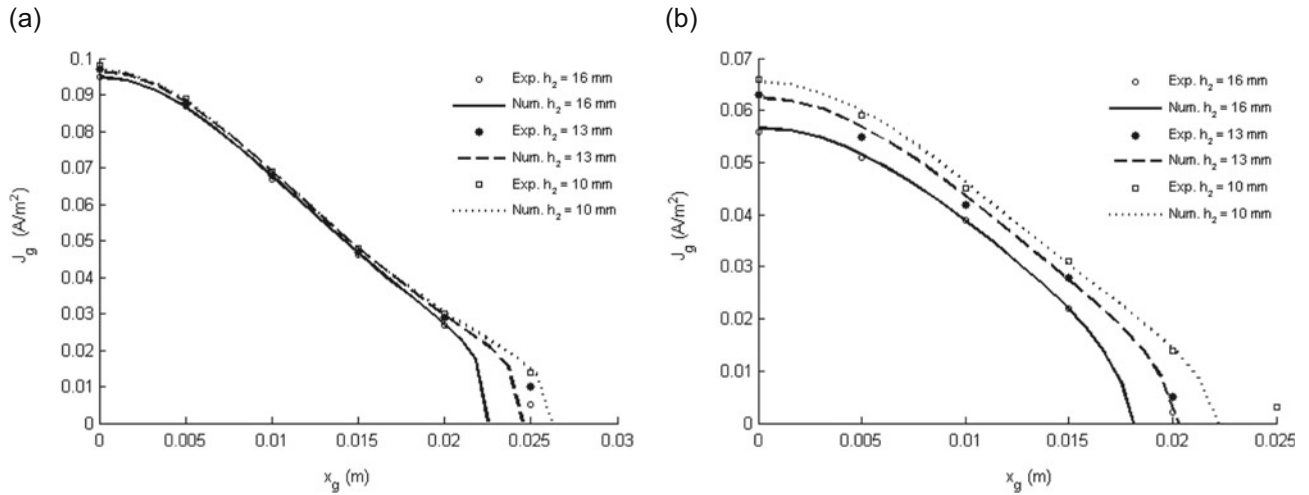 (a)
0.1
0.09
0.08
0.07
0.06
0.05
0.04
0.03
0.02
0.01
0
J_g (A/m²)
0 0.005 0.01 0.015 0.02 0.025 0.03
x_g (m)
Exp. h₂ = 16 mm
Num. h₂ = 16 mm
Exp. h₂ = 13 mm
Num. h₂ = 13 mm
Exp. h₂ = 10 mm
Num. h₂ = 10 mm
(b)
0.07
0.06
0.05
0.04
0.03
0.02
0.01
0
J_g (A/m²)
0 0.005 0.01 0.015 0.02 0.025
x_g (m)
Exp. h₂ = 16 mm
Num. h₂ = 16 mm
Exp. h₂ = 13 mm
Num. h₂ = 13 mm
Exp. h₂ = 10 mm
Num. h₂ = 10 mm